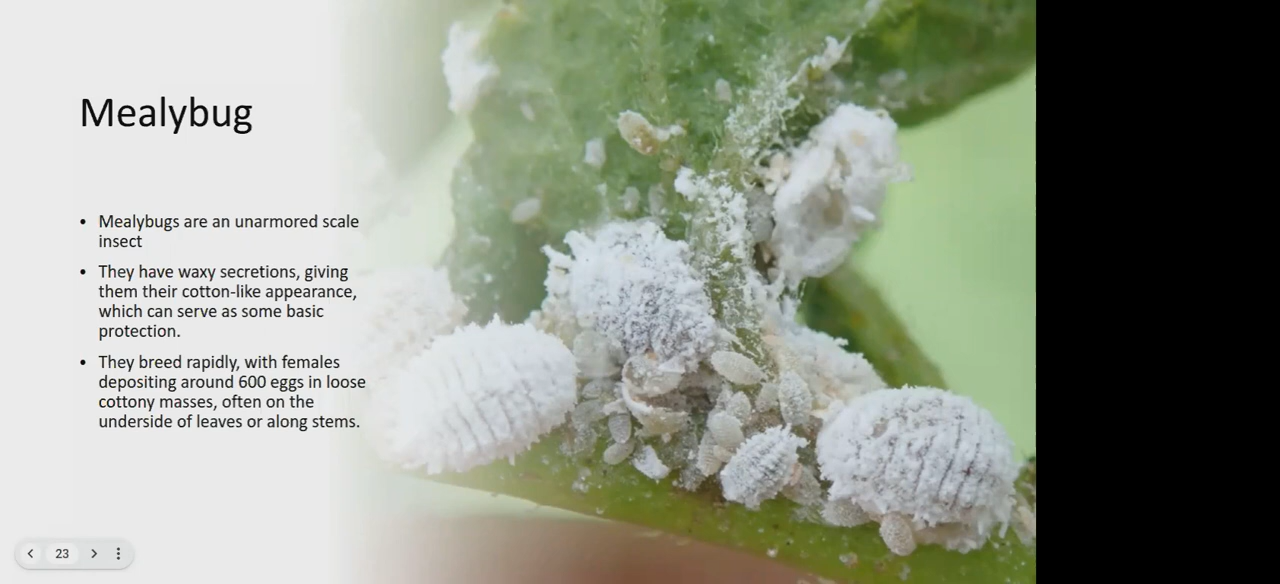 Mealybug
• Mealybugs are an unarmored scale
insect
• They have waxy secretions, giving
them their cotton-like appearance,
which can serve as some basic
protection.
• They breed rapidly, with females
depositing around 600 eggs in loose
cottony masses, often on the
underside of leaves or along stems.
23